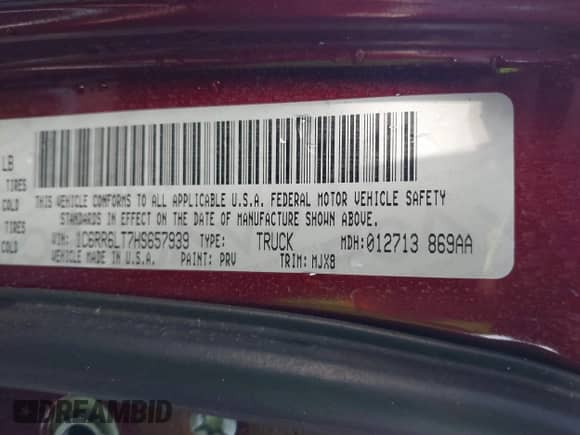 LB
TIRES
COLD
TIRES
COLD
THIS VEHICLE CONFORMS TO ALL APPLICABLE U.S.A. FEDERAL MOTOR VEHICLE SAFETY
STANDARDS IN EFFECT ON THE DATE OF MANUFACTURE SHOWN ABOVE.
VIN: 1C6RR6LT7HS657939 TYPE: TRUCK MDH: 012713 869AA
VEHICLE MADE IN U.S.A. PAINT: PRV TRIM: MJX8
DREAMBID